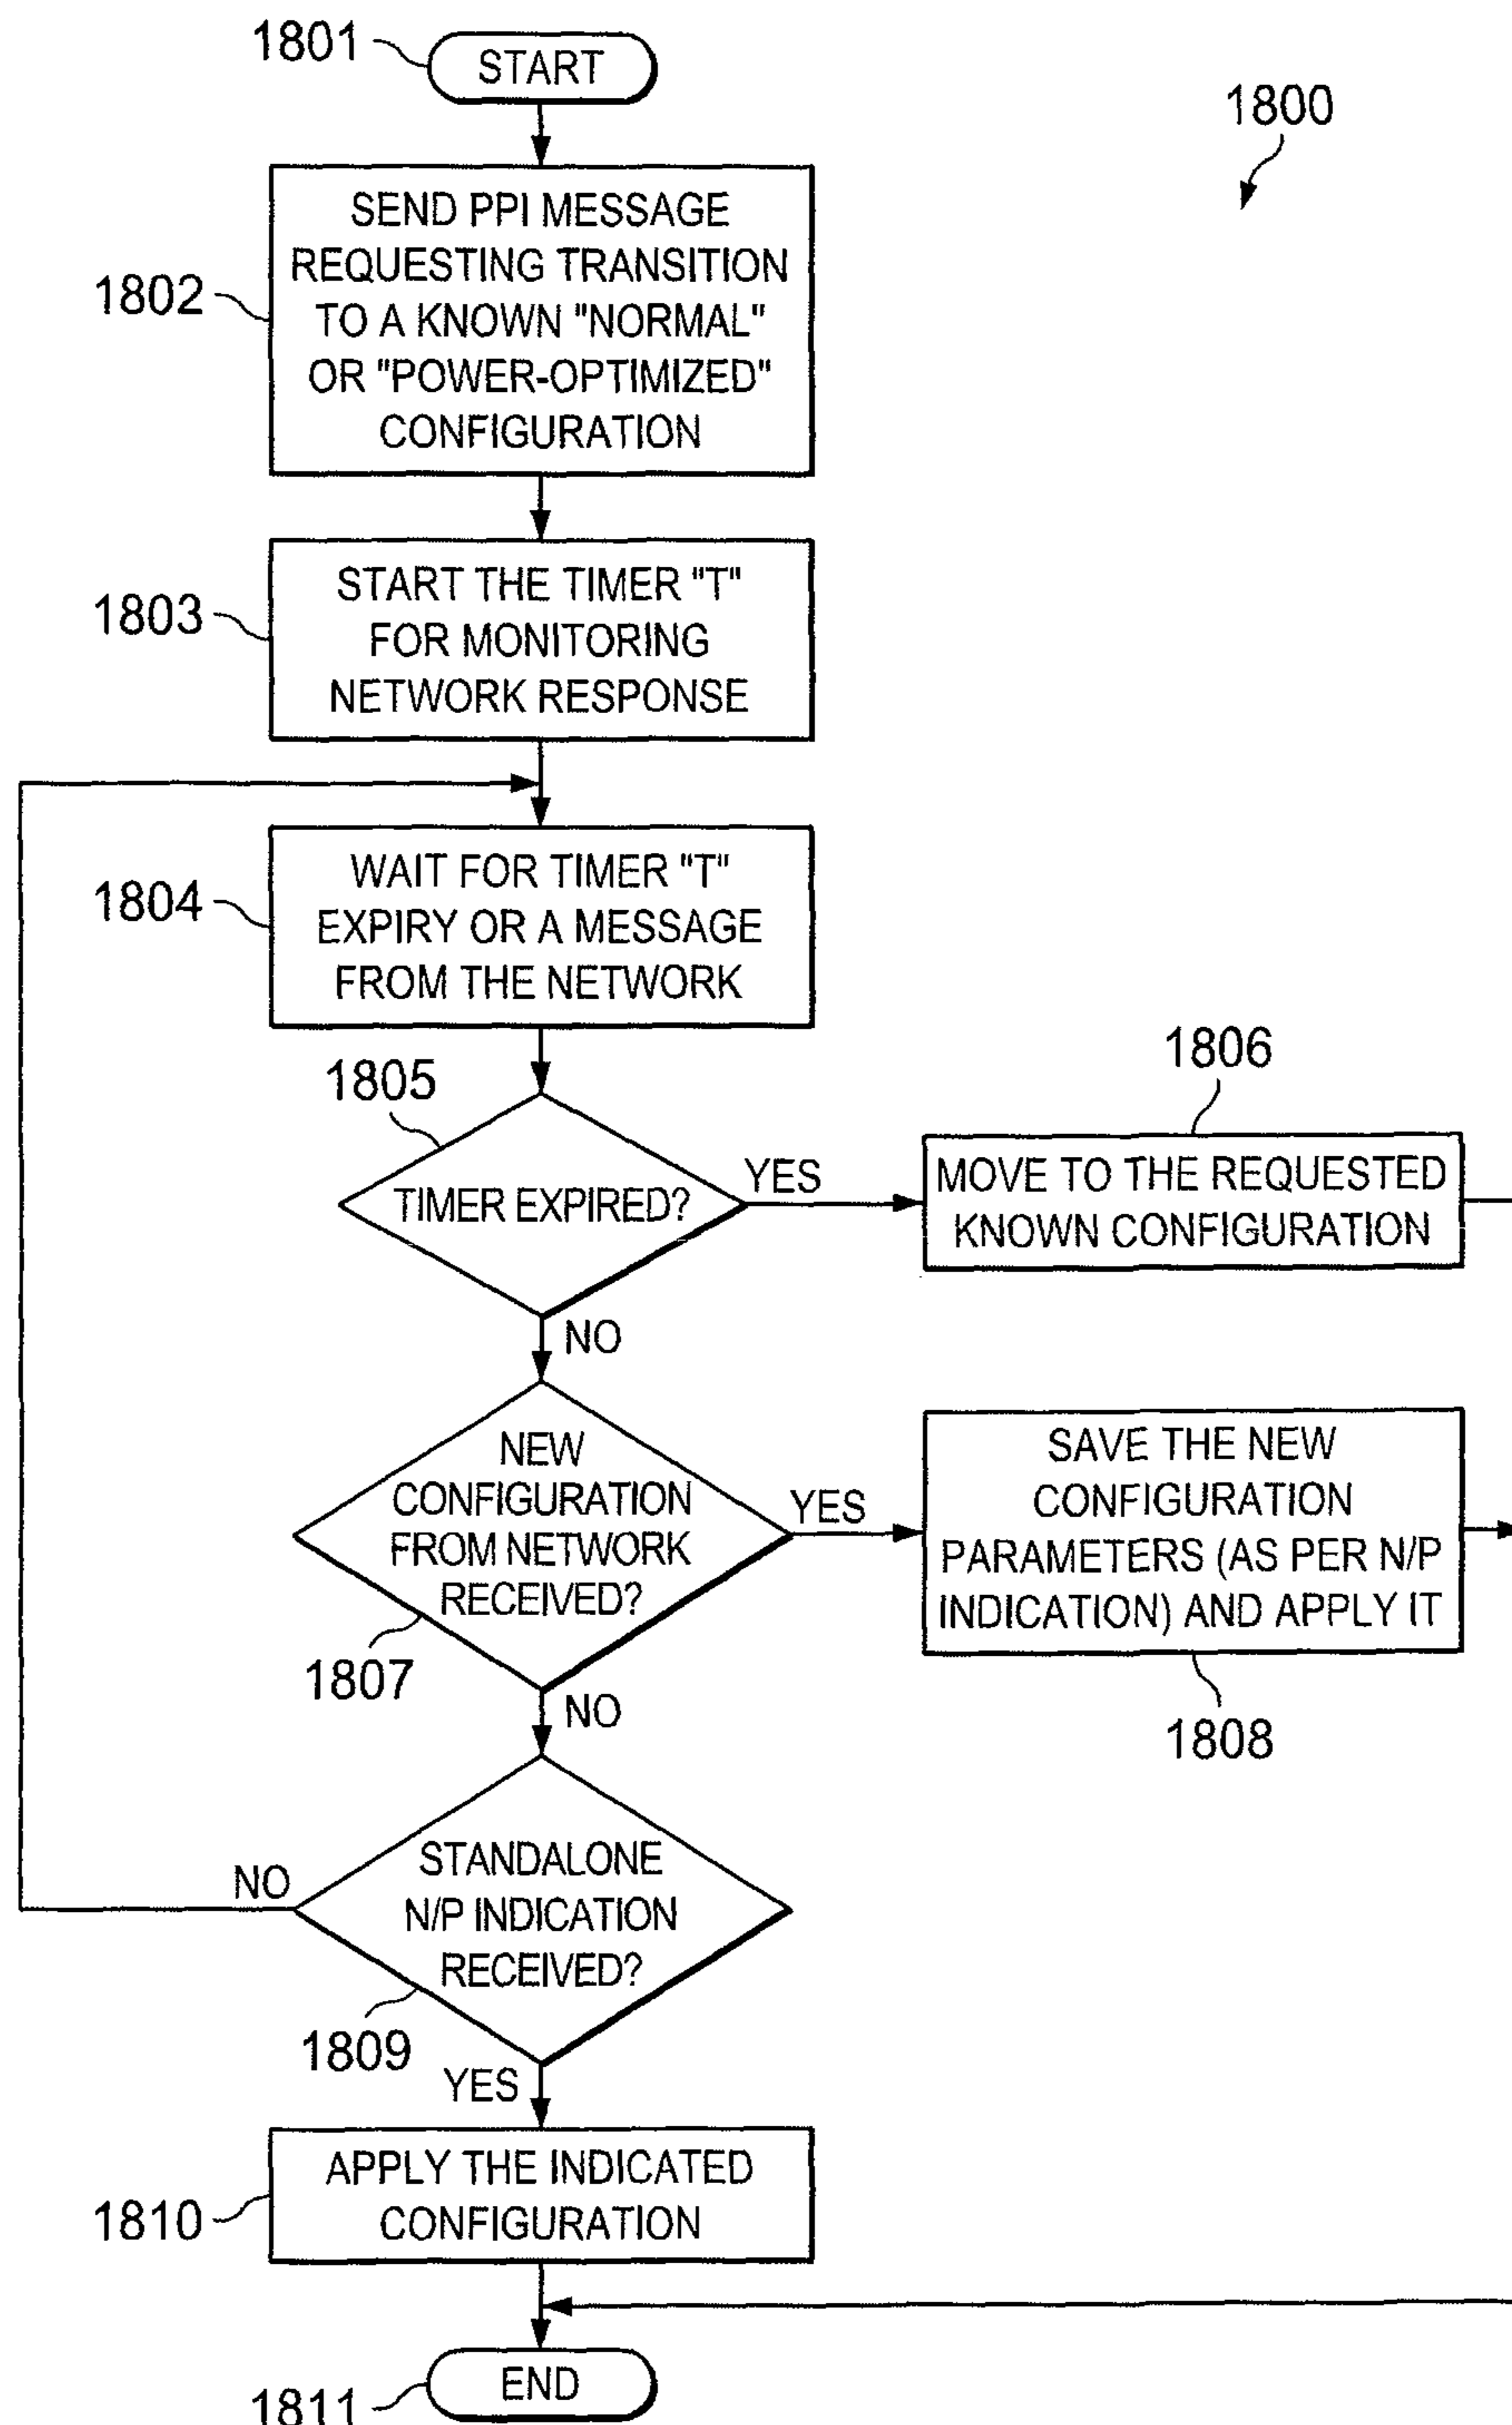 1801
START
1800
1802
SEND PPI MESSAGE
REQUESTING TRANSITION
TO A KNOWN "NORMAL"
OR "POWER-OPTIMIZED"
CONFIGURATION
1803
START THE TIMER "T"
FOR MONITORING
NETWORK RESPONSE
1804
WAIT FOR TIMER "T"
EXPIRY OR A MESSAGE
FROM THE NETWORK
1805
TIMER EXPIRED?
YES
1806
MOVE TO THE REQUESTED
KNOWN CONFIGURATION
NO
NEW
CONFIGURATION
FROM NETWORK
RECEIVED?
1807
YES
SAVE THE NEW
CONFIGURATION
PARAMETERS (AS PER N/P
INDICATION) AND APPLY IT
1808
NO
STANDALONE
N/P INDICATION
RECEIVED?
1809
NO
YES
1810
APPLY THE INDICATED
CONFIGURATION
END
1811